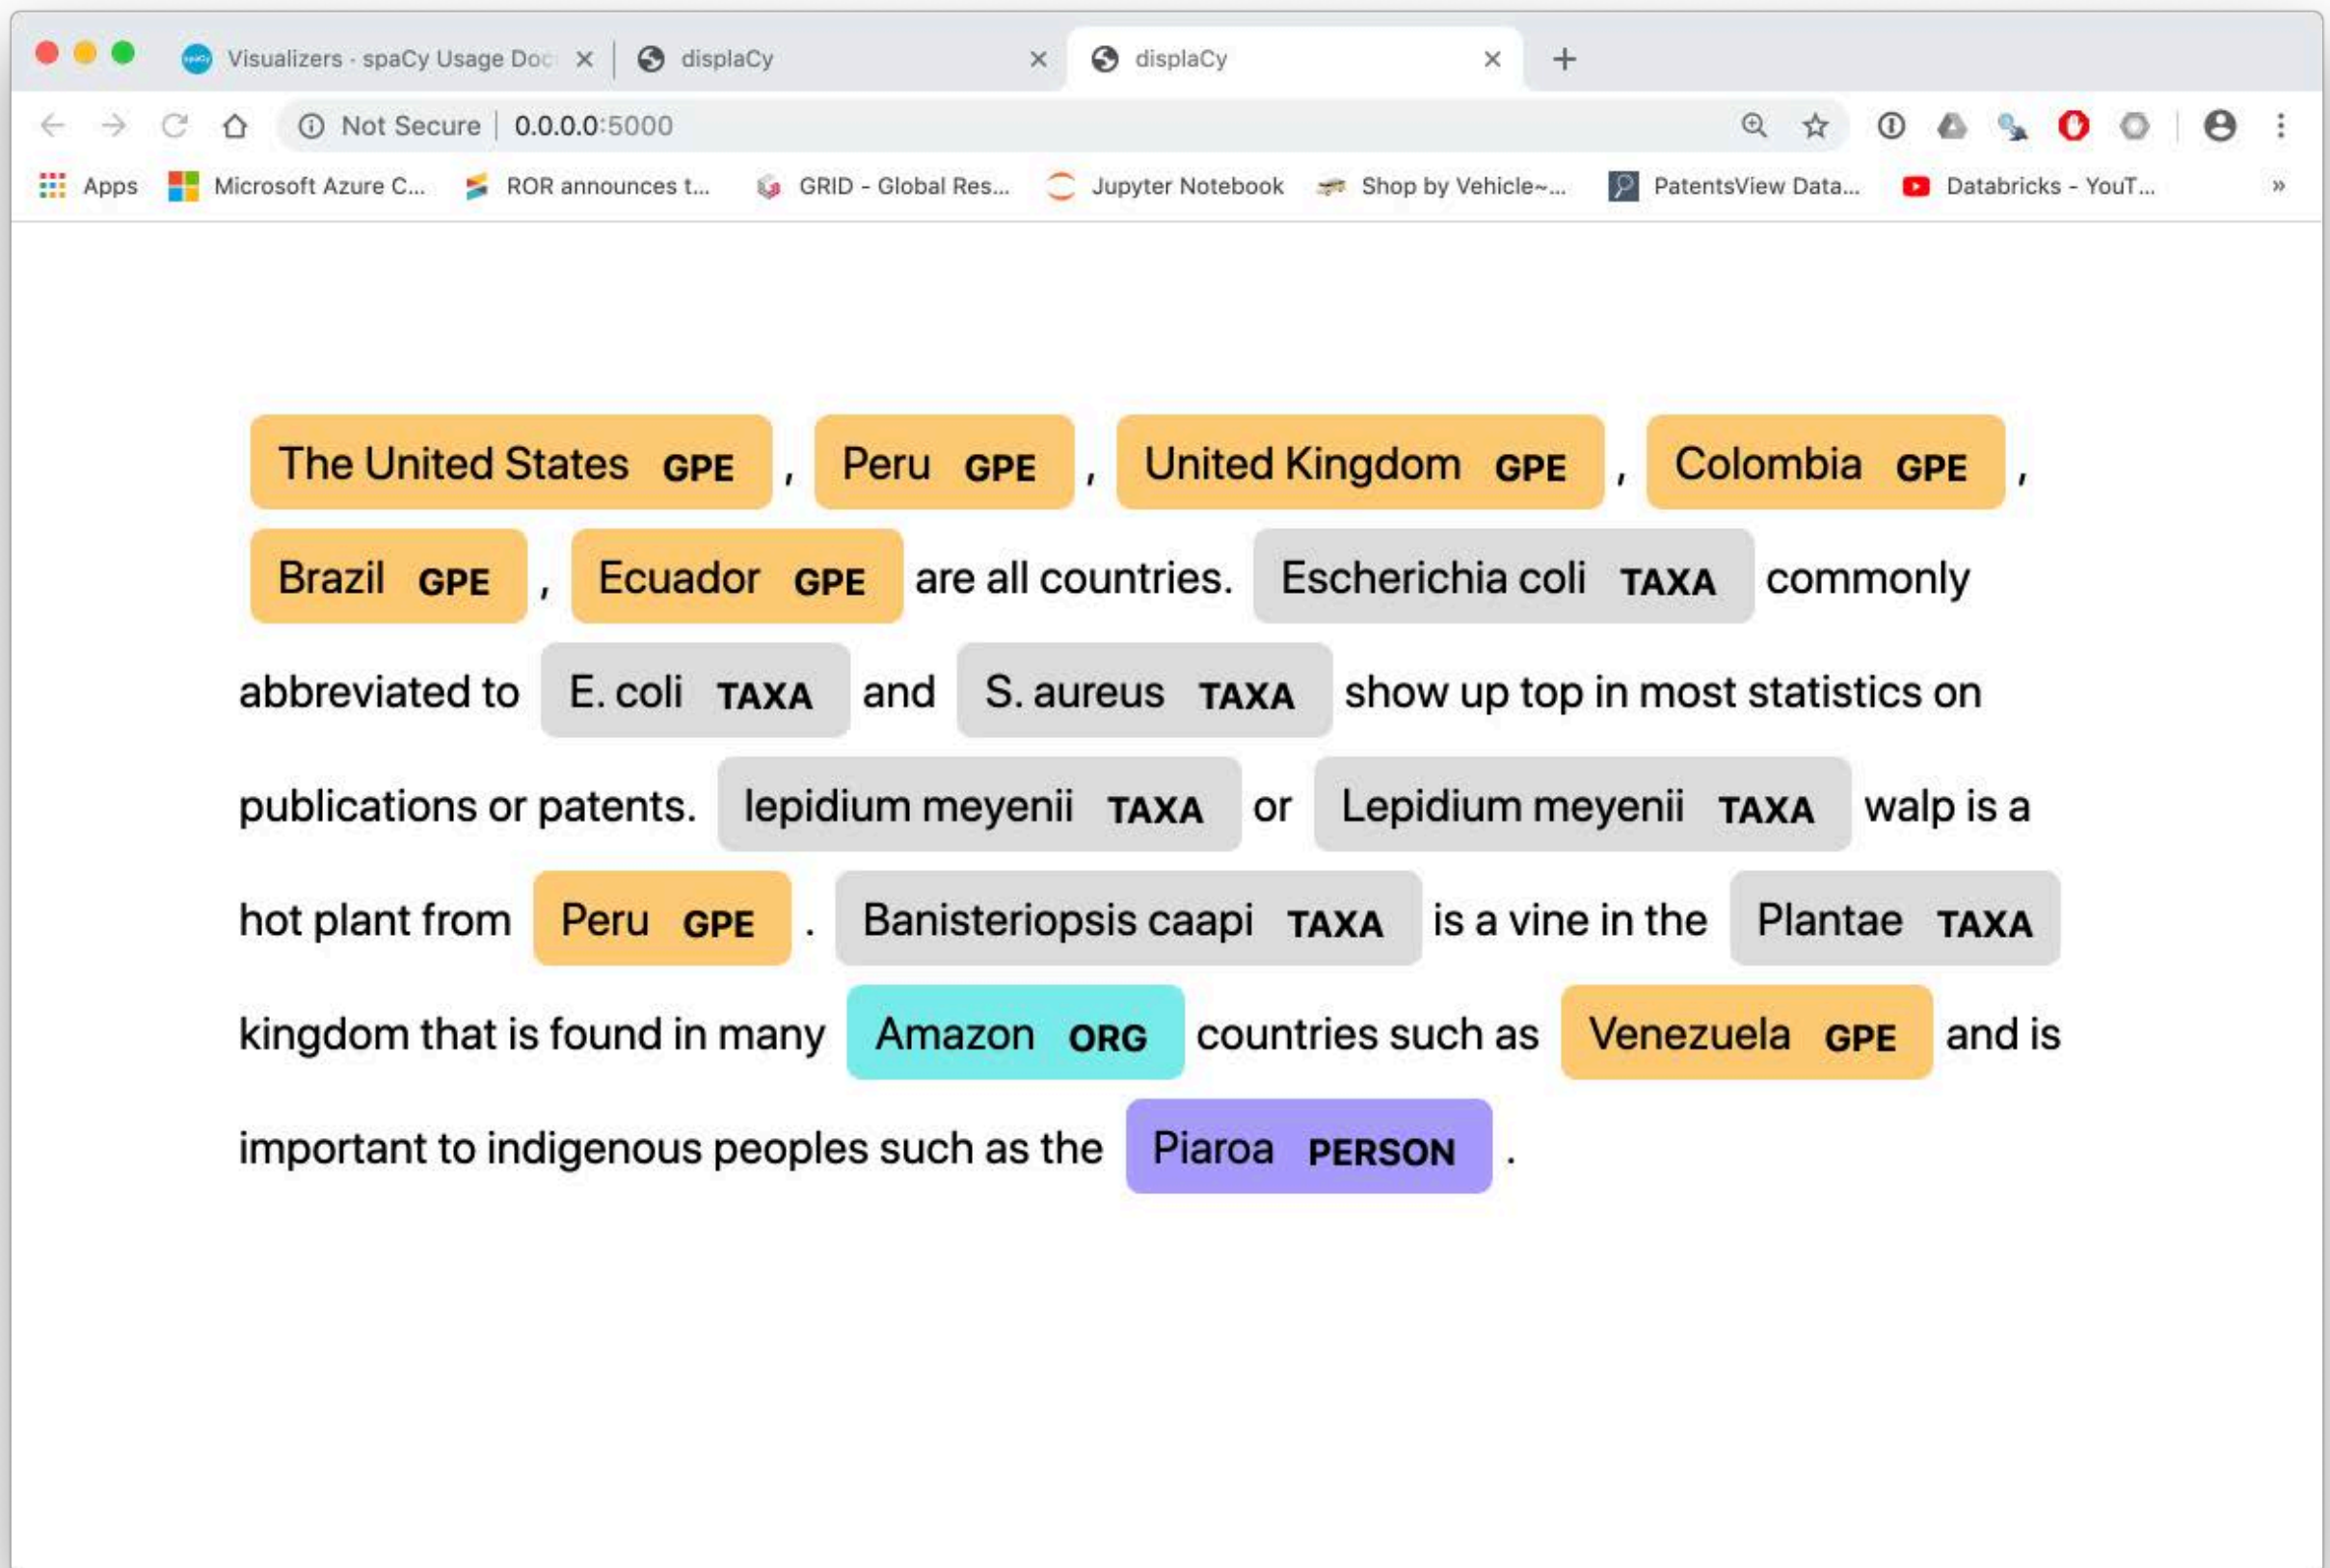 Visualizers · spaCy Usage Doc
displaCy
displaCy
Not Secure | 0.0.0.0:5000
Apps Microsoft Azure C... ROR announces t... GRID - Global Res... Jupyter Notebook Shop by Vehicle~... PatentsView Data... Databricks - YouT... »
The United States GPE , Peru GPE , United Kingdom GPE , Colombia GPE ,
Brazil GPE , Ecuador GPE are all countries. Escherichia coli TAXA commonly
abbreviated to E. coli TAXA and S. aureus TAXA show up top in most statistics on
publications or patents. lepidium meyenii TAXA or Lepidium meyenii TAXA walp is a
hot plant from Peru GPE . Banisteriopsis caapi TAXA is a vine in the Plantae TAXA
kingdom that is found in many Amazon ORG countries such as Venezuela GPE and is
important to indigenous peoples such as the Piaroa PERSON .